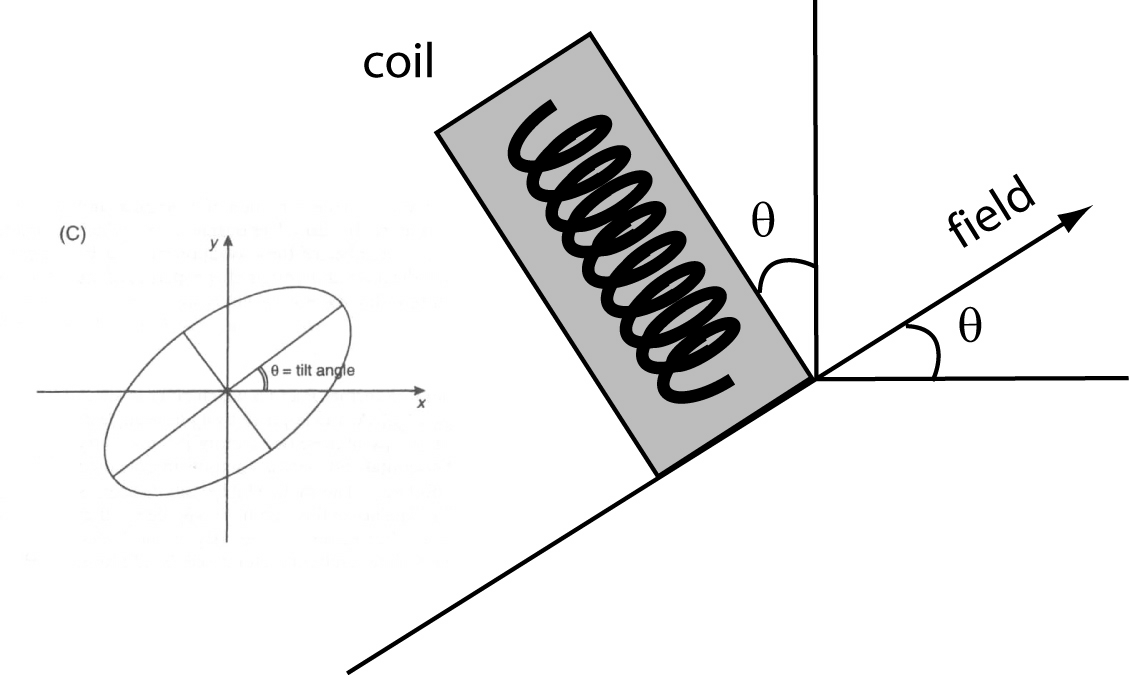 coil
θ
field
θ
(C)
y
θ = tilt angle
x